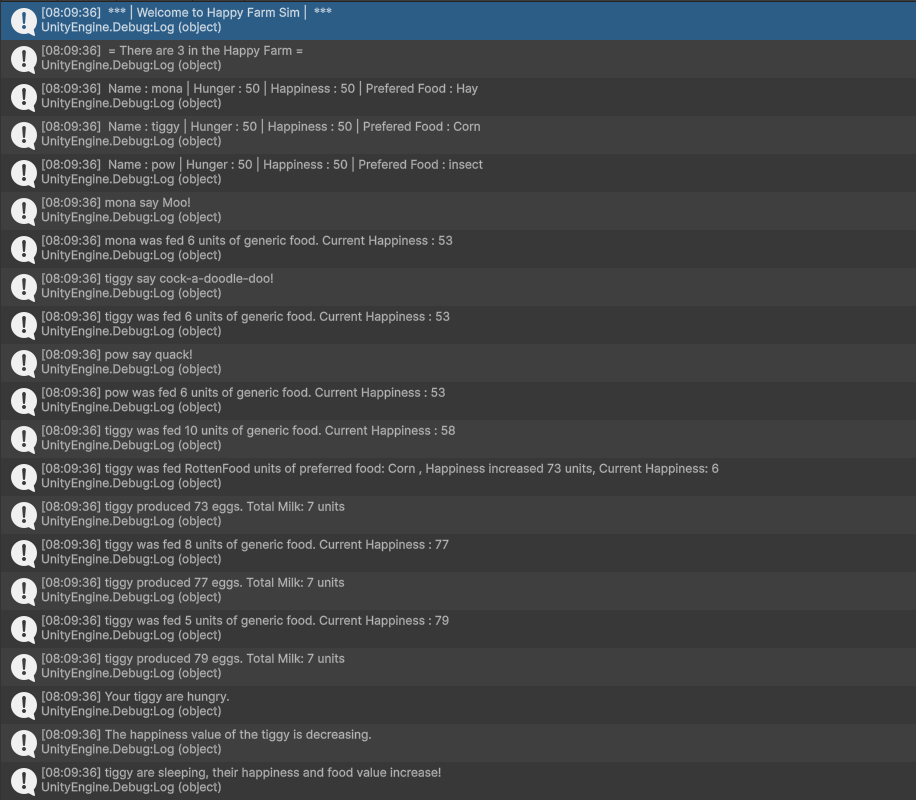 [08:09:36]  *** | Welcome to Happy Farm Sim |  ***
UnityEngine.Debug:Log (object)
[08:09:36]  = There are 3 in the Happy Farm =
UnityEngine.Debug:Log (object)
[08:09:36]  Name : mona | Hunger : 50 | Happiness : 50 | Prefered Food : Hay
UnityEngine.Debug:Log (object)
[08:09:36]  Name : tiggy | Hunger : 50 | Happiness : 50 | Prefered Food : Corn
UnityEngine.Debug:Log (object)
[08:09:36]  Name : pow | Hunger : 50 | Happiness : 50 | Prefered Food : insect
UnityEngine.Debug:Log (object)
[08:09:36] mona say Moo!
UnityEngine.Debug:Log (object)
[08:09:36] mona was fed 6 units of generic food. Current Happiness : 53
UnityEngine.Debug:Log (object)
[08:09:36] tiggy say cock-a-doodle-doo!
UnityEngine.Debug:Log (object)
[08:09:36] tiggy was fed 6 units of generic food. Current Happiness : 53
UnityEngine.Debug:Log (object)
[08:09:36] pow say quack!
UnityEngine.Debug:Log (object)
[08:09:36] pow was fed 6 units of generic food. Current Happiness : 53
UnityEngine.Debug:Log (object)
[08:09:36] tiggy was fed 10 units of generic food. Current Happiness : 58
UnityEngine.Debug:Log (object)
[08:09:36] tiggy was fed RottenFood units of preferred food: Corn , Happiness increased 73 units, Current Happiness: 6
UnityEngine.Debug:Log (object)
[08:09:36] tiggy produced 73 eggs. Total Milk: 7 units
UnityEngine.Debug:Log (object)
[08:09:36] tiggy was fed 8 units of generic food. Current Happiness : 77
UnityEngine.Debug:Log (object)
[08:09:36] tiggy produced 77 eggs. Total Milk: 7 units
UnityEngine.Debug:Log (object)
[08:09:36] tiggy was fed 5 units of generic food. Current Happiness : 79
UnityEngine.Debug:Log (object)
[08:09:36] tiggy produced 79 eggs. Total Milk: 7 units
UnityEngine.Debug:Log (object)
[08:09:36] Your tiggy are hungry.
UnityEngine.Debug:Log (object)
[08:09:36] The happiness value of the tiggy is decreasing.
UnityEngine.Debug:Log (object)
[08:09:36] tiggy are sleeping, their happiness and food value increase!
UnityEngine.Debug:Log (object)